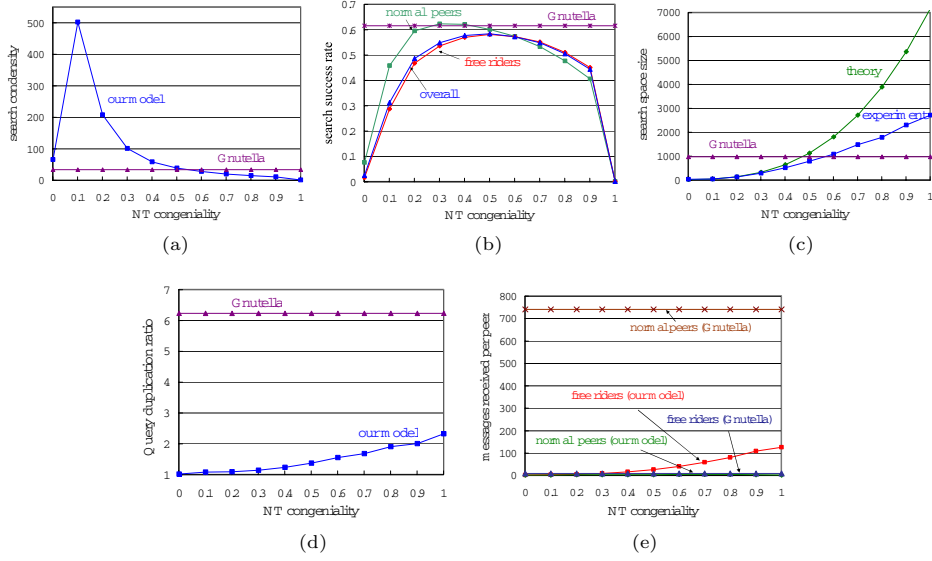 search condensity
500
400
300
200
100
0
our model
Gnutella
0 0.1 0.2 0.3 0.4 0.5 0.6 0.7 0.8 0.9 1
NT congeniality
(a)
search success rate
0.7
0.6
0.5
0.4
0.3
0.2
0.1
0
normal peers
Gnutella
free riders
overall
0 0.1 0.2 0.3 0.4 0.5 0.6 0.7 0.8 0.9 1
NT congeniality
(b)
search space size
7000
6000
5000
4000
3000
2000
1000
0
theory
experiment
Gnutella
0 0.1 0.2 0.3 0.4 0.5 0.6 0.7 0.8 0.9 1
NT congeniality
(c)
Query duplication ratio
7
6
5
4
3
2
1
Gnutella
our model
0 0.1 0.2 0.3 0.4 0.5 0.6 0.7 0.8 0.9 1
NT congeniality
(d)
messages received per peer
800
700
600
500
400
300
200
100
0
normal peers (Gnutella)
free riders (our model)
free riders (Gnutella)
normal peers (our model)
0 0.1 0.2 0.3 0.4 0.5 0.6 0.7 0.8 0.9 1
NT congeniality
(e)